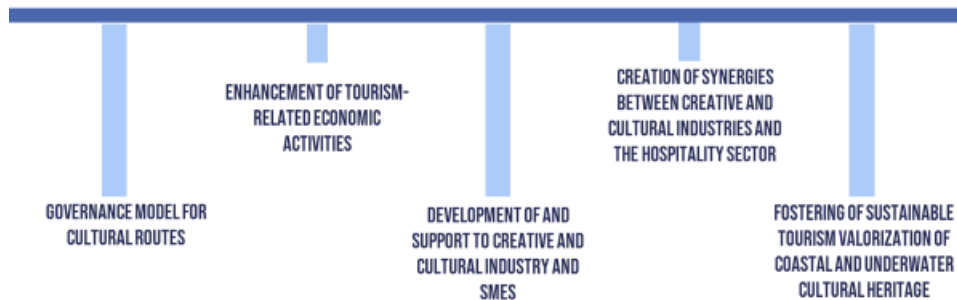 GOVERNANCE MODEL FOR
CULTURAL ROUTES
ENHANCEMENT OF TOURISM-
RELATED ECONOMIC
ACTIVITIES
DEVELOPMENT OF AND
SUPPORT TO CREATIVE AND
CULTURAL INDUSTRY AND
SMES
CREATION OF SYNERGIES
BETWEEN CREATIVE AND
CULTURAL INDUSTRIES AND
THE HOSPITALITY SECTOR
FOSTERING OF SUSTAINABLE
TOURISM VALORIZATION OF
COASTAL AND UNDERWATER
CULTURAL HERITAGE